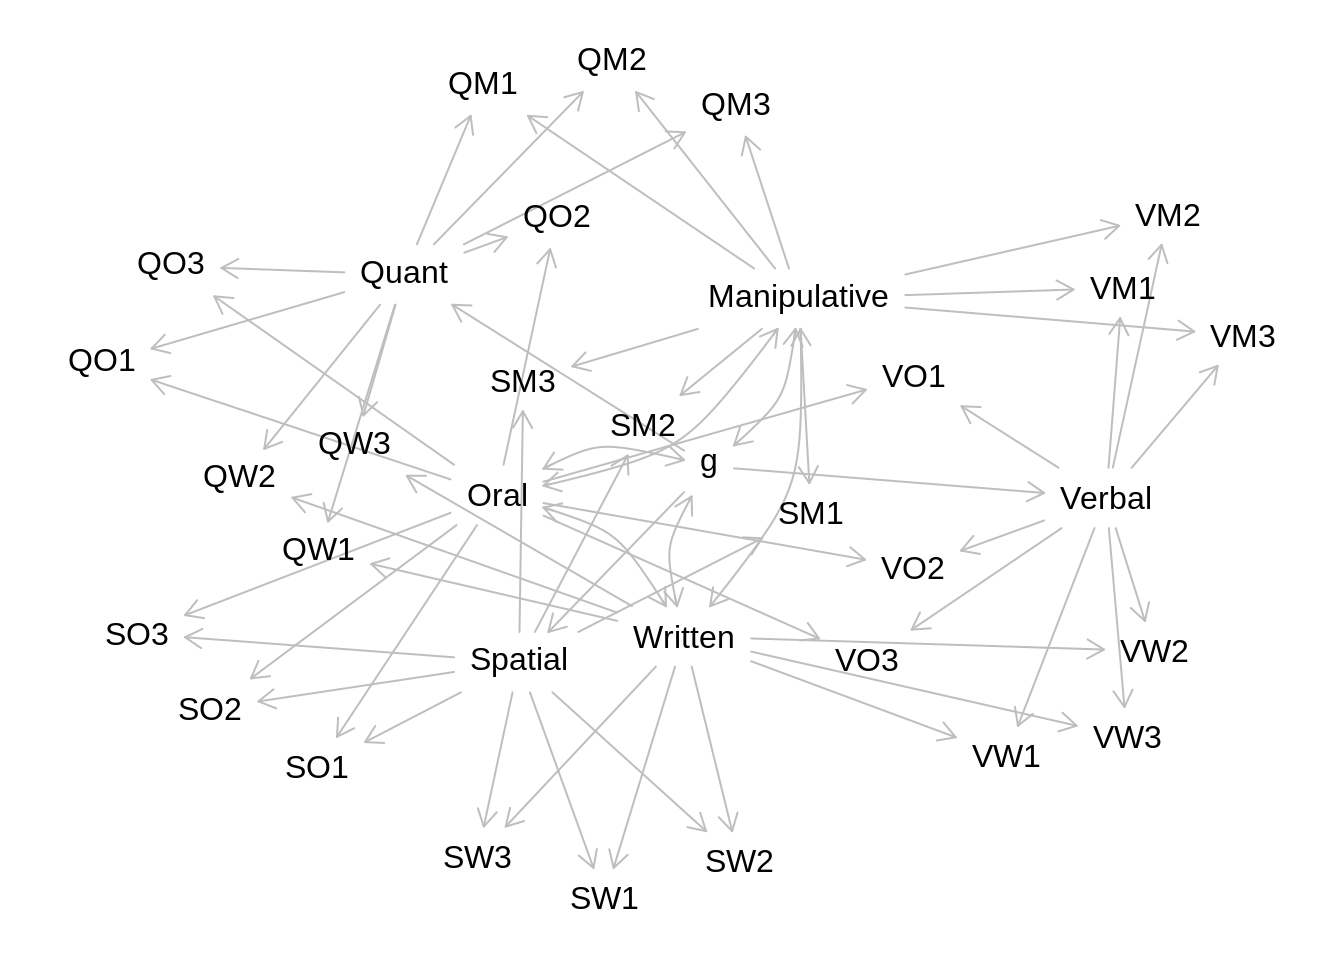 QM2
QM1
QM3
QO2
VM2
QO3
Quant
VM1
Manipulative
VM3
QO1
VO1
SM3
SM2
QW3
g
QW2
Oral
Verbal
SM1
QW1
VO2
SO3
Written
VW2
Spatial
VO3
SO2
VW3
VW1
SO1
SW3
SW2
SW1